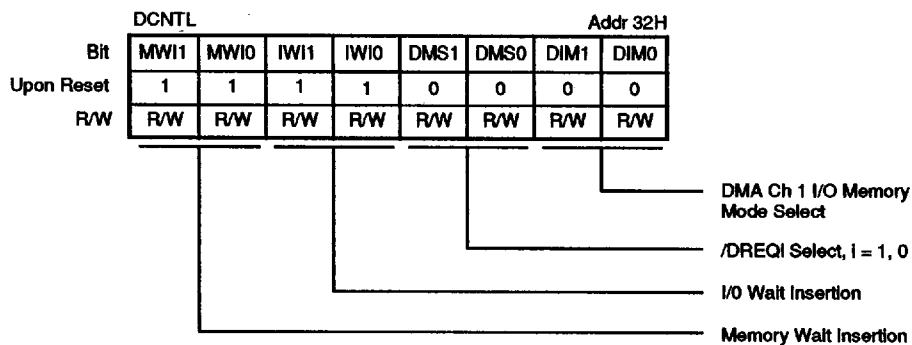 DCNTL Addr 32H
Bit MWI1 MWI0 IWI1 IWI0 DMS1 DMS0 DIM1 DIM0
Upon Reset 1 1 1 1 0 0 0 0
R/W R/W R/W R/W R/W R/W R/W R/W R/W
DMA Ch 1 I/O Memory
Mode Select
/DREQi Select, i = 1, 0
I/0 Wait Insertion
Memory Wait Insertion